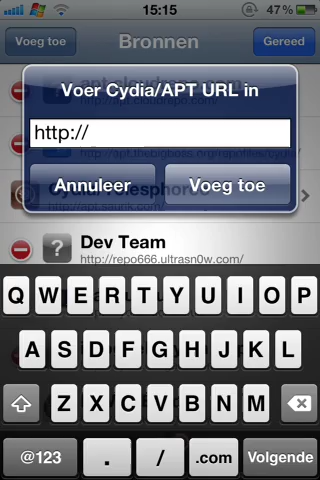 15:15
47%
Voeg toe
Bronnen
Gereed
Voer Cydia/APT URL in
http://
Annuleer
Voeg toe
Dev Team
http://repo666.ultrasn0w.com/
Q W E R T Y U I O P
A S D F G H J K L
Z X C V B N M
@123
.
/
.com
Volgende